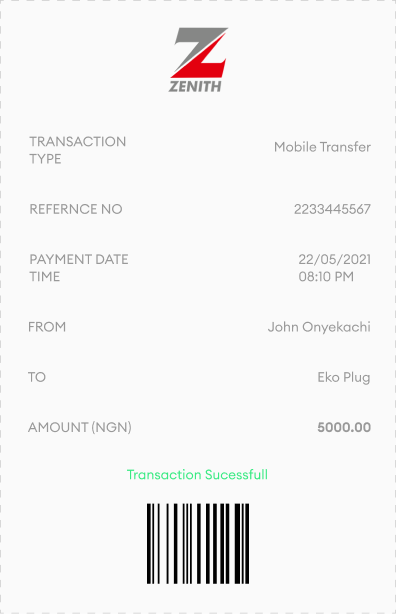 ZENITH
TRANSACTION
TYPE
Mobile Transfer
REFERNCE NO
2233445567
PAYMENT DATE
TIME
22/05/2021
08:10 PM
FROM
John Onyekachi
TO
Eko Plug
AMOUNT (NGN)
5000.00
Transaction Sucessfull